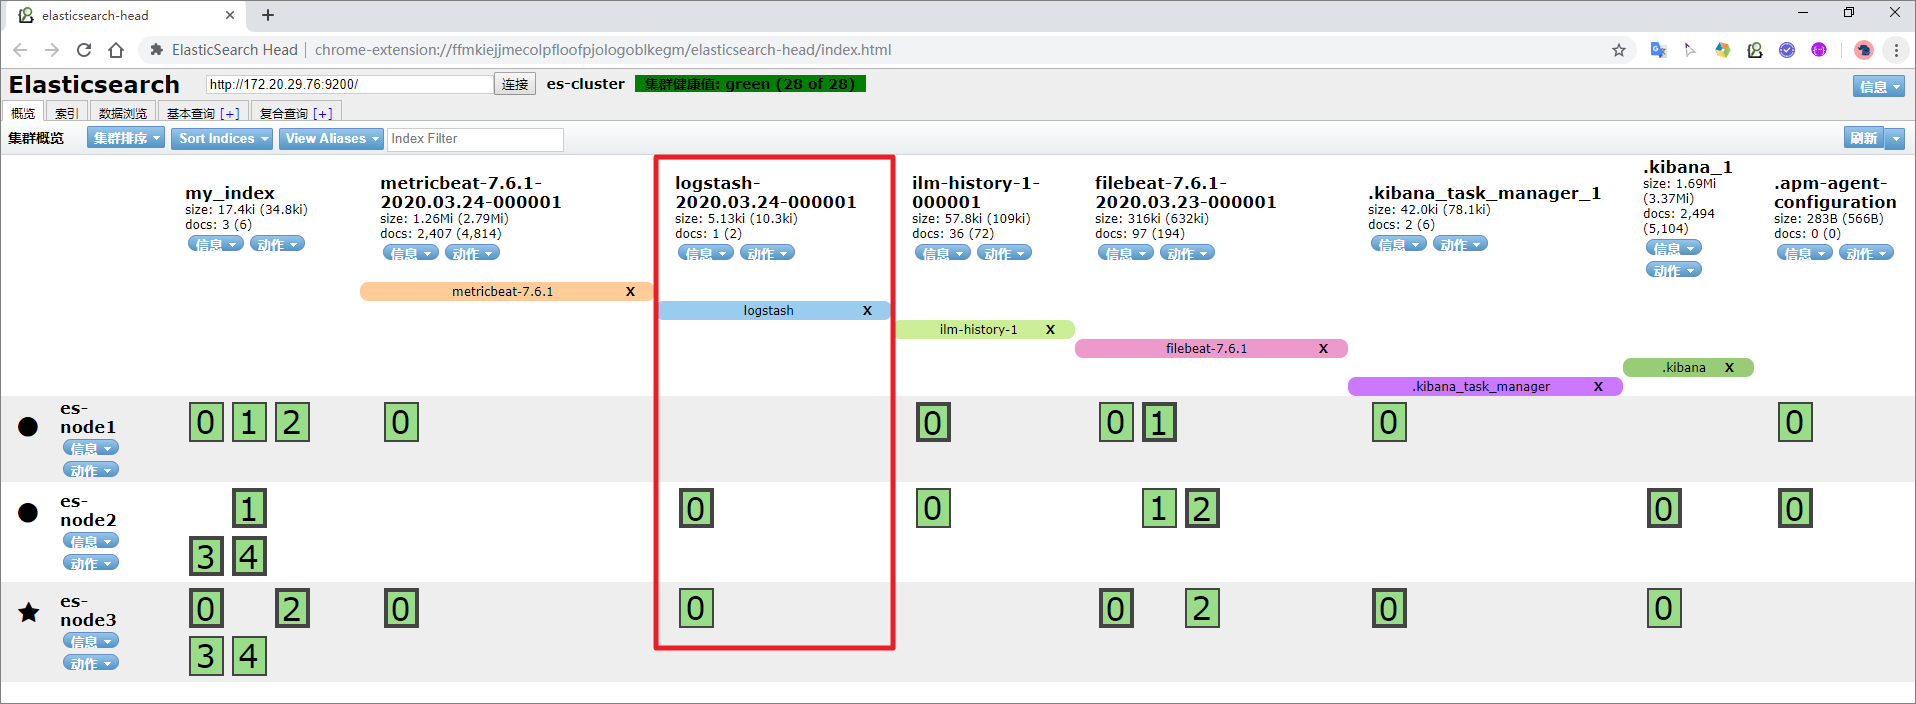 elasticsearch-head
ElasticSearch Head | chrome-extension://ffmkiejjmecolpfloofpjologoblkegm/elasticsearch-head/index.html
Elasticsearch http://172.20.29.76:9200/ 连接 es-cluster 集群健康值: green (28 of 28) 信息
概览 索引 数据浏览 基本查询 [+] 复合查询 [+]
集群概览 集群排序 Sort Indices View Aliases Index Filter 刷新
my_index
size: 17.4ki (34.8ki)
docs: 3 (6)
信息 动作
metricbeat-7.6.1-
2020.03.24-000001
size: 1.26Mi (2.79Mi)
docs: 2,407 (4,814)
信息 动作
logstash-
2020.03.24-000001
size: 5.13ki (10.3ki)
docs: 1 (2)
信息 动作
ilm-history-1-
000001
size: 57.8ki (109ki)
docs: 36 (72)
信息 动作
filebeat-7.6.1-
2020.03.23-000001
size: 316ki (632ki)
docs: 97 (194)
信息 动作
.kibana_task_manager_1
size: 42.0ki (78.1ki)
docs: 2 (6)
信息 动作
.kibana_1
size: 1.69Mi
(3.37Mi)
docs: 2,494
(5,104)
信息
动作
.apm-agent-
configuration
size: 283B (566B)
docs: 0 (0)
信息 动作
metricbeat-7.6.1 X
logstash X
ilm-history-1 X
filebeat-7.6.1 X
.kibana X
.kibana_task_manager X
es-
node1
信息
动作
0 1 2 0 0 0 1 0 0
es-
node2
信息
动作
1 0 0 1 2 0 0
3 4
es-
node3
信息
动作
0 2 0 0 0 2 0 0
3 4